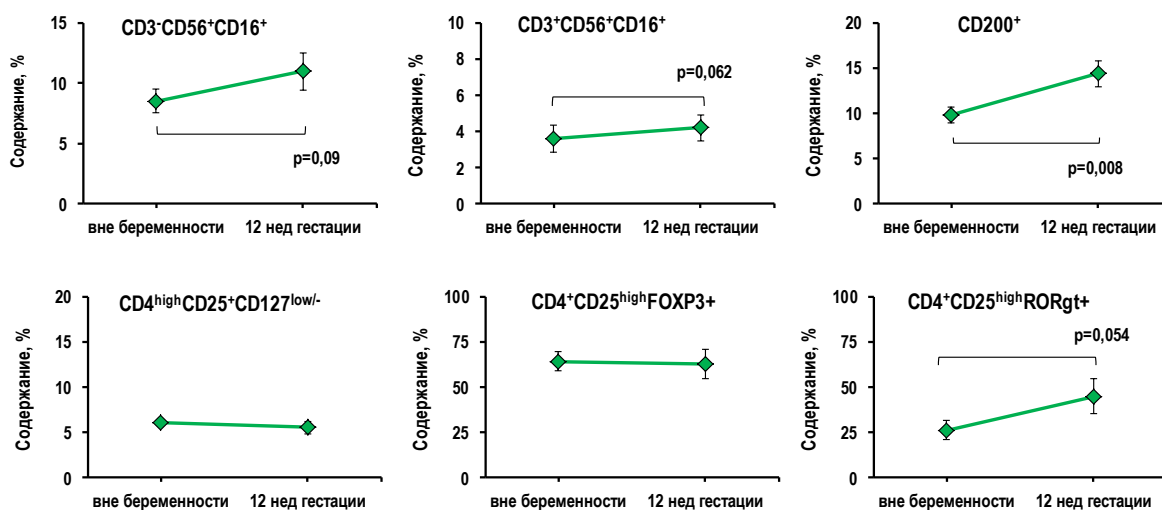 CD3⁻CD56⁺CD16⁺
Содержание, %
15
10
5
0
p=0,09
вне беременности
12 нед гестации
CD3⁺CD56⁺CD16⁺
Содержание, %
10
8
6
4
2
0
p=0,062
вне беременности
12 нед гестации
CD200⁺
Содержание, %
20
15
10
5
0
p=0,008
вне беременности
12 нед гестации
CD4ʰⁱᵍʰCD25⁺CD127ˡᵒʷ/⁻
Содержание, %
20
15
10
5
0
вне беременности
12 нед гестации
CD4⁺CD25ʰⁱᵍʰFOXP3+
Содержание, %
100
75
50
25
0
вне беременности
12 нед гестации
CD4⁺CD25ʰⁱᵍʰRORgt+
Содержание, %
100
75
50
25
0
p=0,054
вне беременности
12 нед гестации